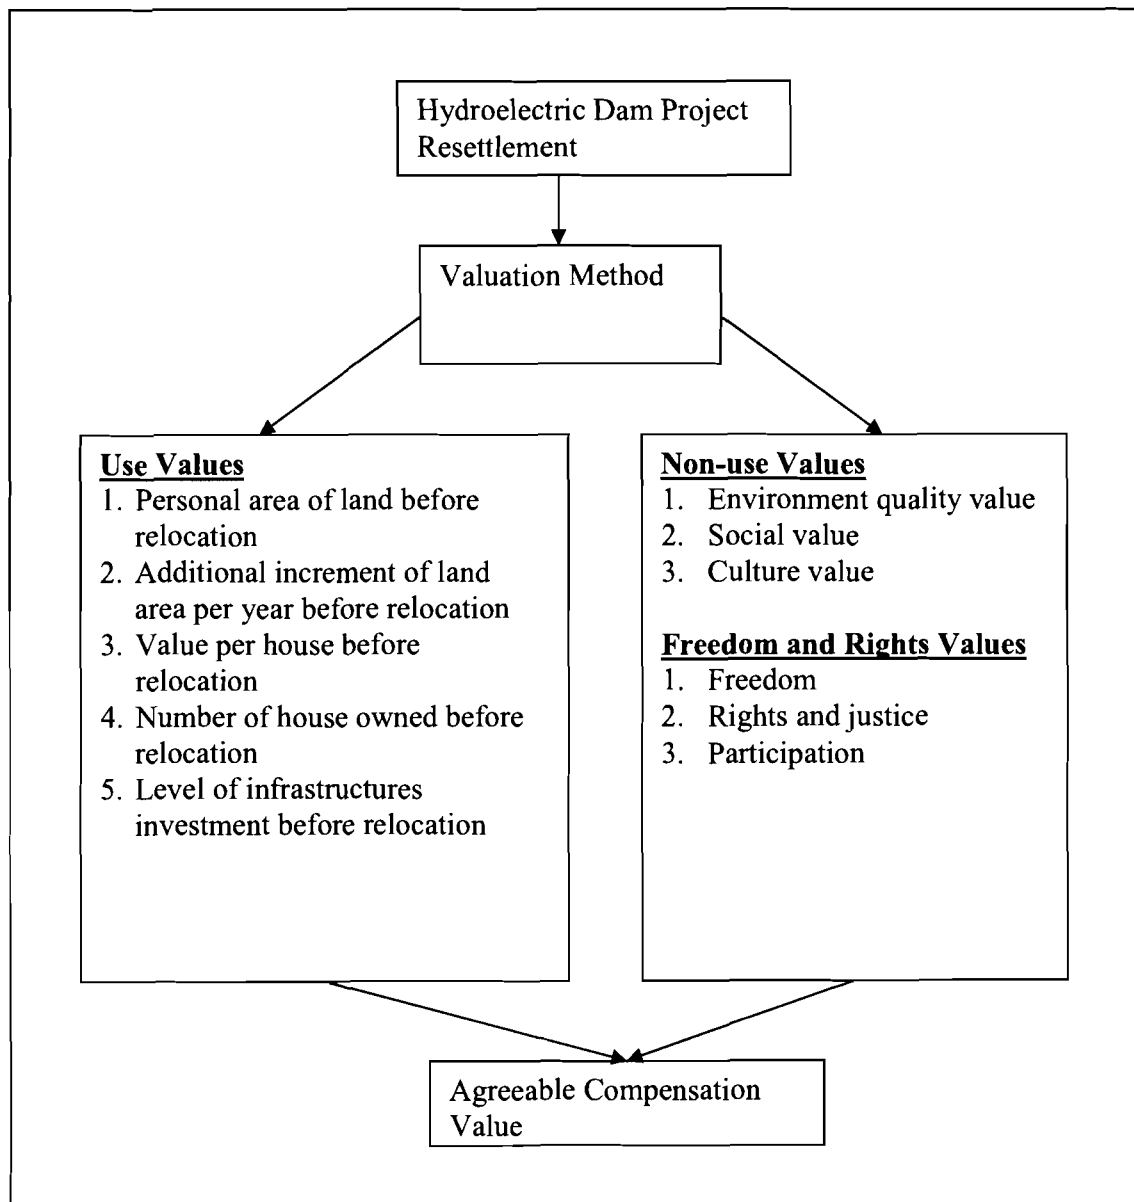 Hydroelectric Dam Project
Resettlement
Valuation Method
Use Values
1. Personal area of land before
relocation
2. Additional increment of land
area per year before relocation
3. Value per house before
relocation
4. Number of house owned before
relocation
5. Level of infrastructures
investment before relocation
Non-use Values
1. Environment quality value
2. Social value
3. Culture value
Freedom and Rights Values
1. Freedom
2. Rights and justice
3. Participation
Agreeable Compensation
Value